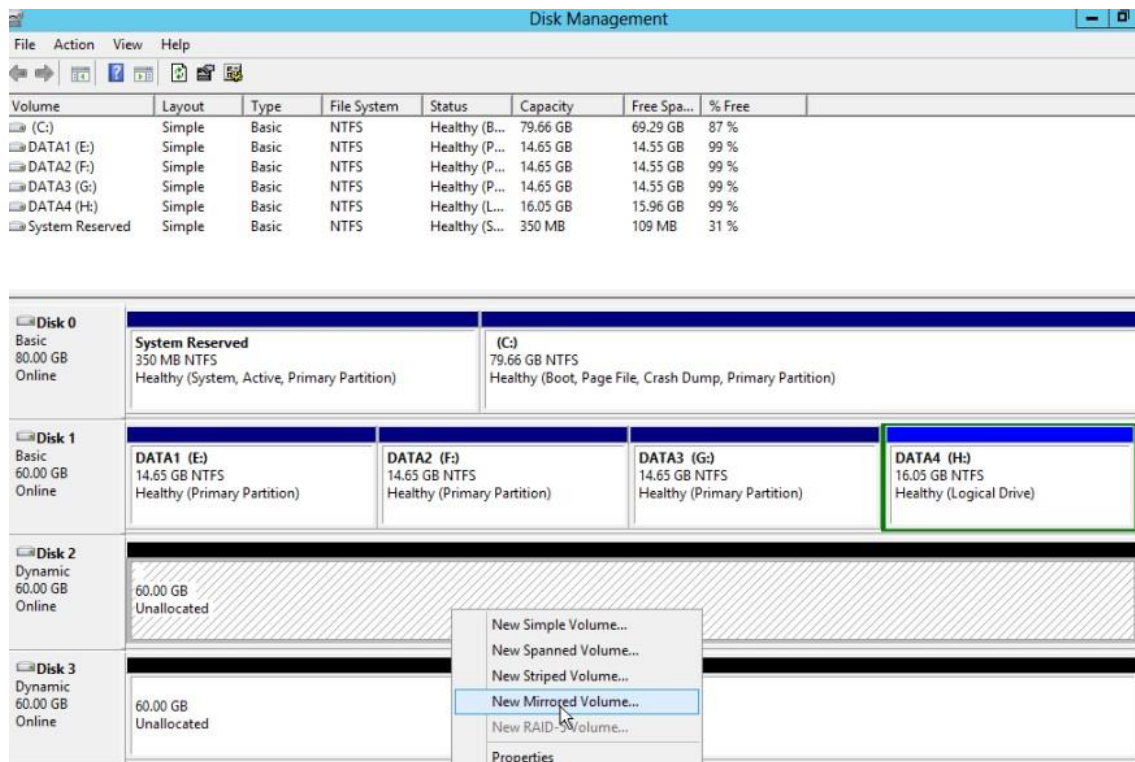 Disk Management
File Action View Help
Volume Layout Type File System Status Capacity Free Spa... % Free
(C:) Simple Basic NTFS Healthy (B... 79.66 GB 69.29 GB 87 %
DATA1 (E:) Simple Basic NTFS Healthy (P... 14.65 GB 14.55 GB 99 %
DATA2 (F:) Simple Basic NTFS Healthy (P... 14.65 GB 14.55 GB 99 %
DATA3 (G:) Simple Basic NTFS Healthy (P... 14.65 GB 14.55 GB 99 %
DATA4 (H:) Simple Basic NTFS Healthy (L... 16.05 GB 15.96 GB 99 %
System Reserved Simple Basic NTFS Healthy (S... 350 MB 109 MB 31 %
Disk 0
Basic
80.00 GB
Online
System Reserved
350 MB NTFS
Healthy (System, Active, Primary Partition)
(C:)
79.66 GB NTFS
Healthy (Boot, Page File, Crash Dump, Primary Partition)
Disk 1
Basic
60.00 GB
Online
DATA1 (E:)
14.65 GB NTFS
Healthy (Primary Partition)
DATA2 (F:)
14.65 GB NTFS
Healthy (Primary Partition)
DATA3 (G:)
14.65 GB NTFS
Healthy (Primary Partition)
DATA4 (H:)
16.05 GB NTFS
Healthy (Logical Drive)
Disk 2
Dynamic
60.00 GB
Online
60.00 GB
Unallocated
New Simple Volume...
New Spanned Volume...
New Striped Volume...
New Mirrored Volume...
New RAID-5 Volume...
Properties
Disk 3
Dynamic
60.00 GB
Online
60.00 GB
Unallocated